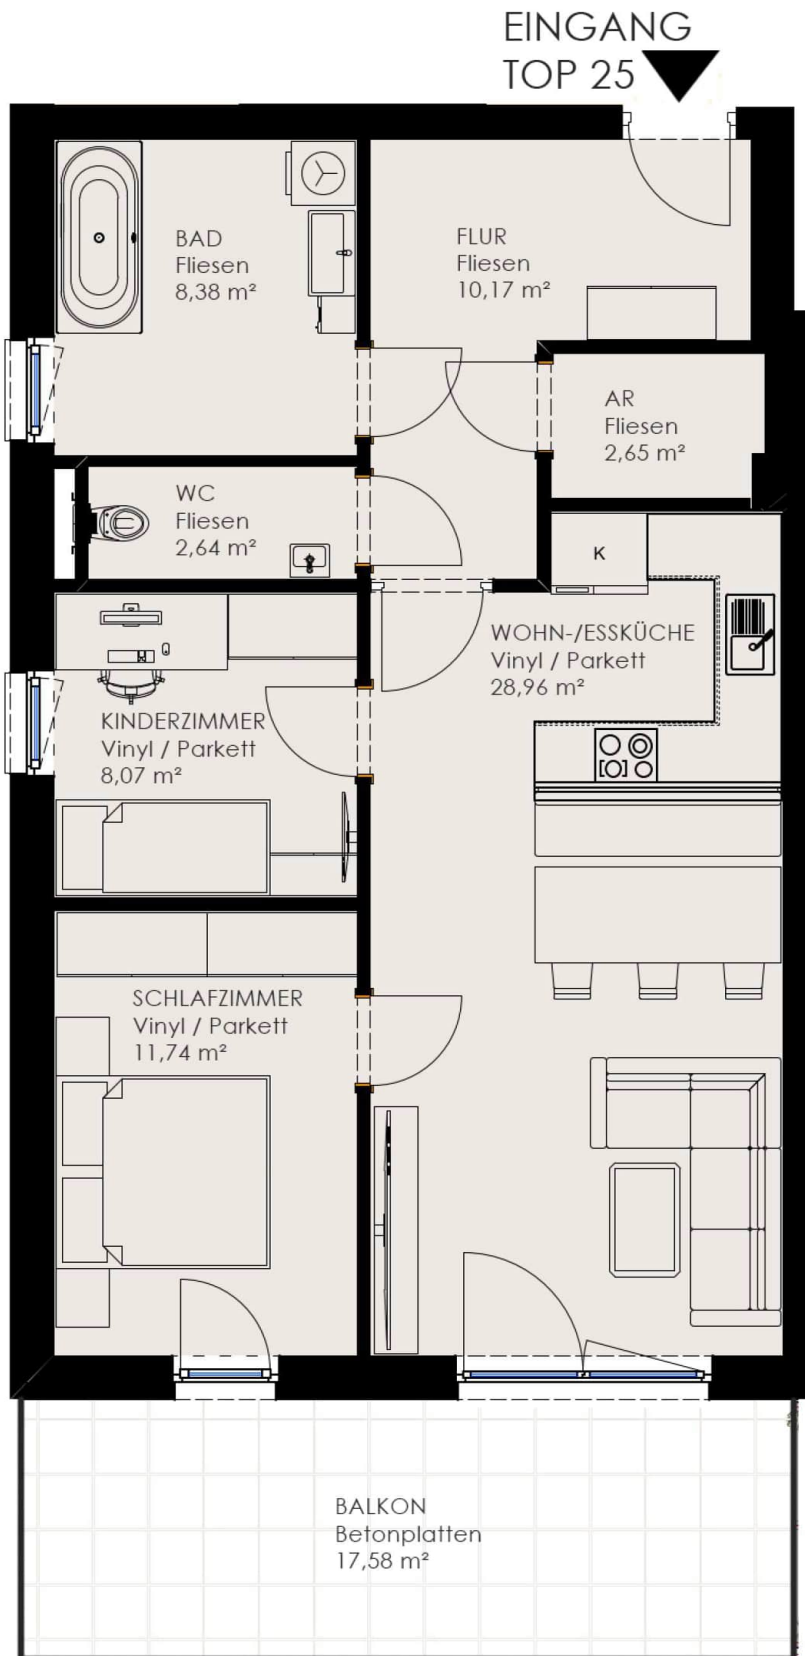 EINGANG
TOP 25
BAD
Fliesen
8,38 m²
FLUR
Fliesen
10,17 m²
AR
Fliesen
2,65 m²
WC
Fliesen
2,64 m²
K
WOHN-/ESSKÜCHE
Vinyl / Parkett
28,96 m²
KINDERZIMMER
Vinyl / Parkett
8,07 m²
SCHLAFZIMMER
Vinyl / Parkett
11,74 m²
BALKON
Betonplatten
17,58 m²